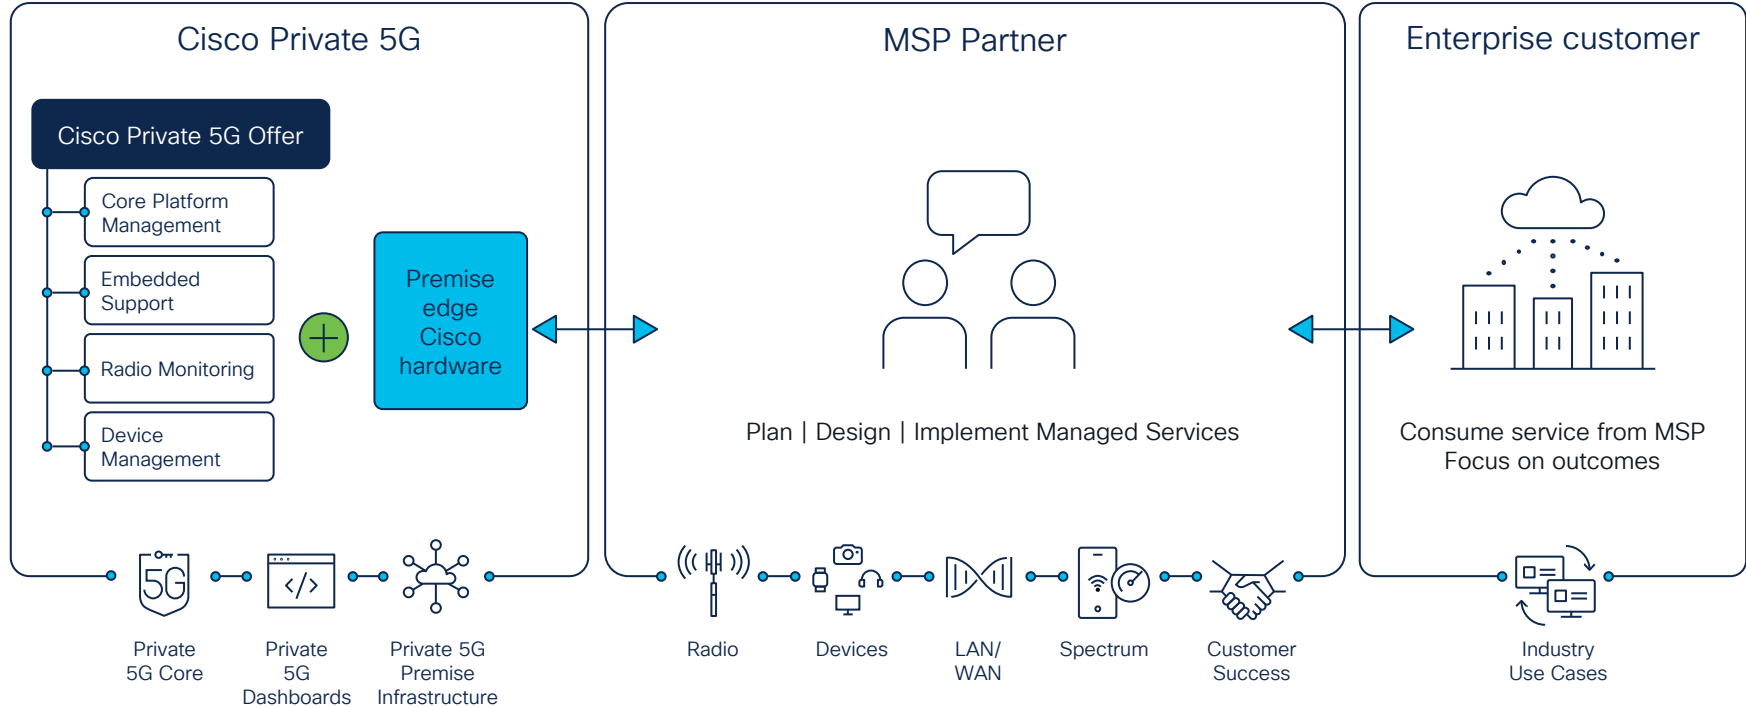 Cisco Private 5G
Cisco Private 5G Offer
Core Platform
Management
Embedded
Support
Radio Monitoring
Device
Management
Premise
edge
Cisco
hardware
5G
</>
Private
5G Core
Private
5G
Dashboards
Private 5G
Premise
Infrastructure
MSP Partner
Plan | Design | Implement Managed Services
Radio
Devices
LAN/
WAN
Spectrum
Customer
Success
Enterprise customer
Consume service from MSP
Focus on outcomes
Industry
Use Cases